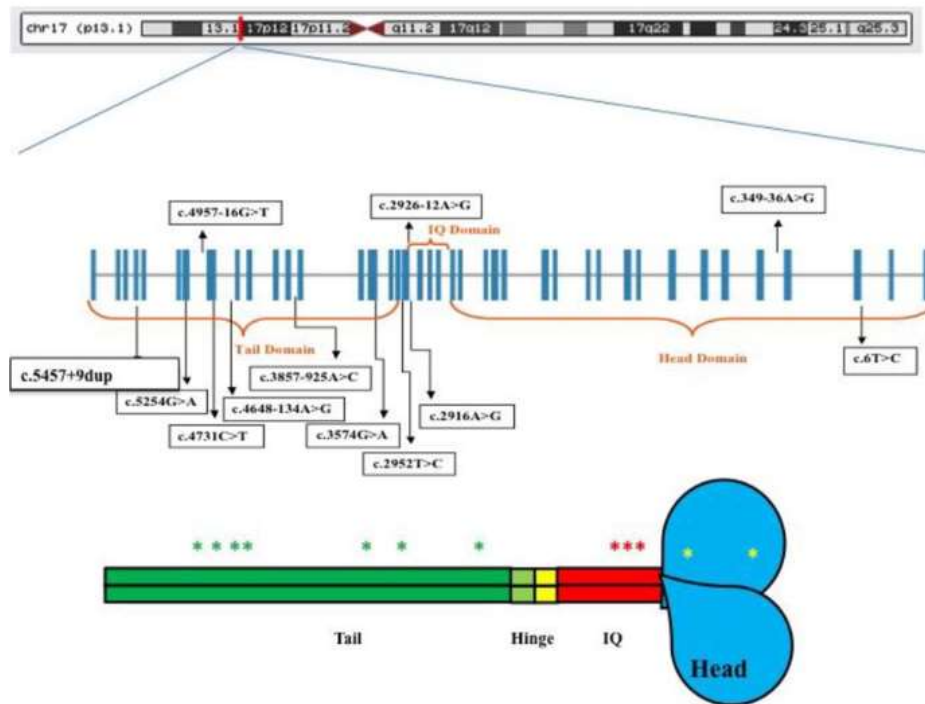 chr17 (p13.1) 13.1 17p12 17p11.2 q11.2 17q12 17q22 24.3 25.1 q25.3
c.4957-16G>T
c.2926-12A>G
c.349-36A>G
IQ Domain
Tail Domain
Head Domain
c.5457+9dup
c.3857-925A>C
c.6T>C
c.5254G>A
c.4648-134A>G
c.2916A>G
c.4731C>T
c.3574G>A
c.2952T>C
* * * * * * * * * * * *
Tail Hinge IQ
Head